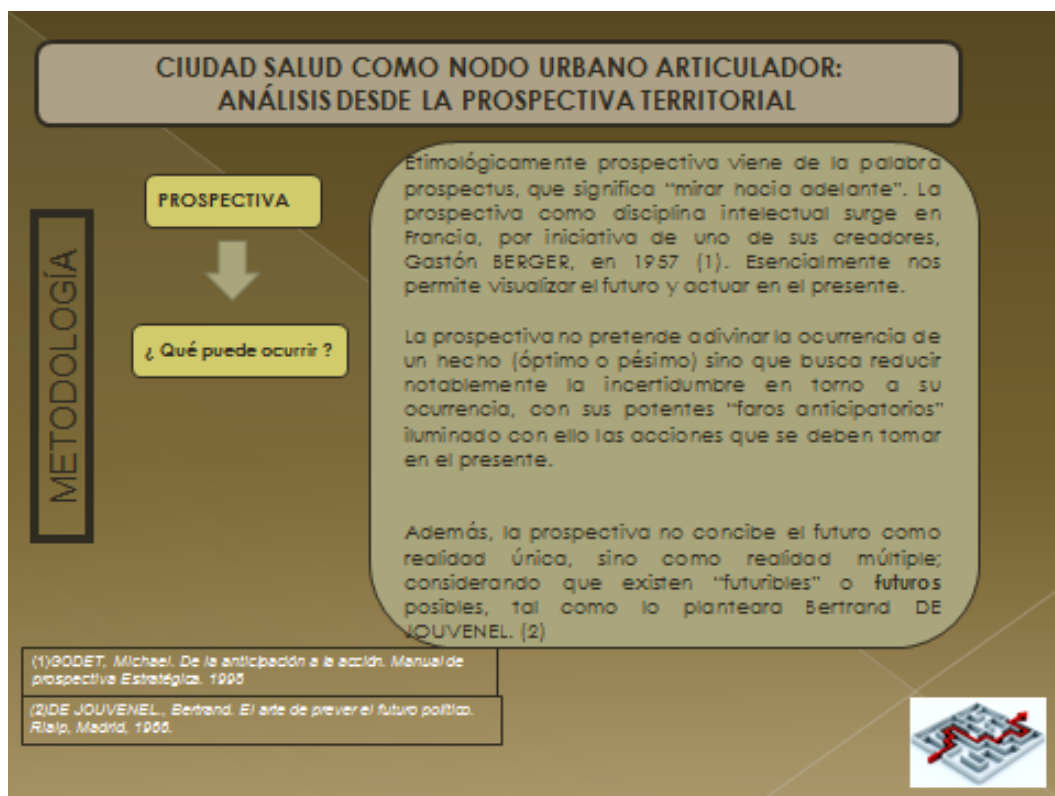 CIUDAD SALUD COMO NODO URBANO ARTICULADOR:
ANÁLISIS DESDE LA PROSPECTIVA TERRITORIAL
METODOLOGÍA
PROSPECTIVA
¿ Qué puede ocurrir ?
Etimológicamente prospectiva viene de la palabra
prospectus, que significa “mirar hacia adelante”. La
prospectiva como disciplina intelectual surge en
Francia, por iniciativa de uno de sus creadores,
Gastón BERGER, en 1957 (1). Esencialmente nos
permite visualizar el futuro y actuar en el presente.
La prospectiva no pretende adivinar la ocurrencia de
un hecho (óptimo o pésimo) sino que busca reducir
notablemente la incertidumbre en torno a su
ocurrencia, con sus potentes “faros anticipatorios”
iluminado con ello las acciones que se deben tomar
en el presente.
Además, la prospectiva no concibe el futuro como
realidad única, sino como realidad múltiple;
considerando que existen “futuribles” o futuros
posibles, tal como lo planteara Bertrand DE
JOUVENEL. (2)
(1)GODET, Michael. De la anticipación a la acción. Manual de
prospectiva Estratégica. 1995
(2)DE JOUVENEL., Bertrand. El arte de prever el futuro político.
Rialp, Madrid, 1966.